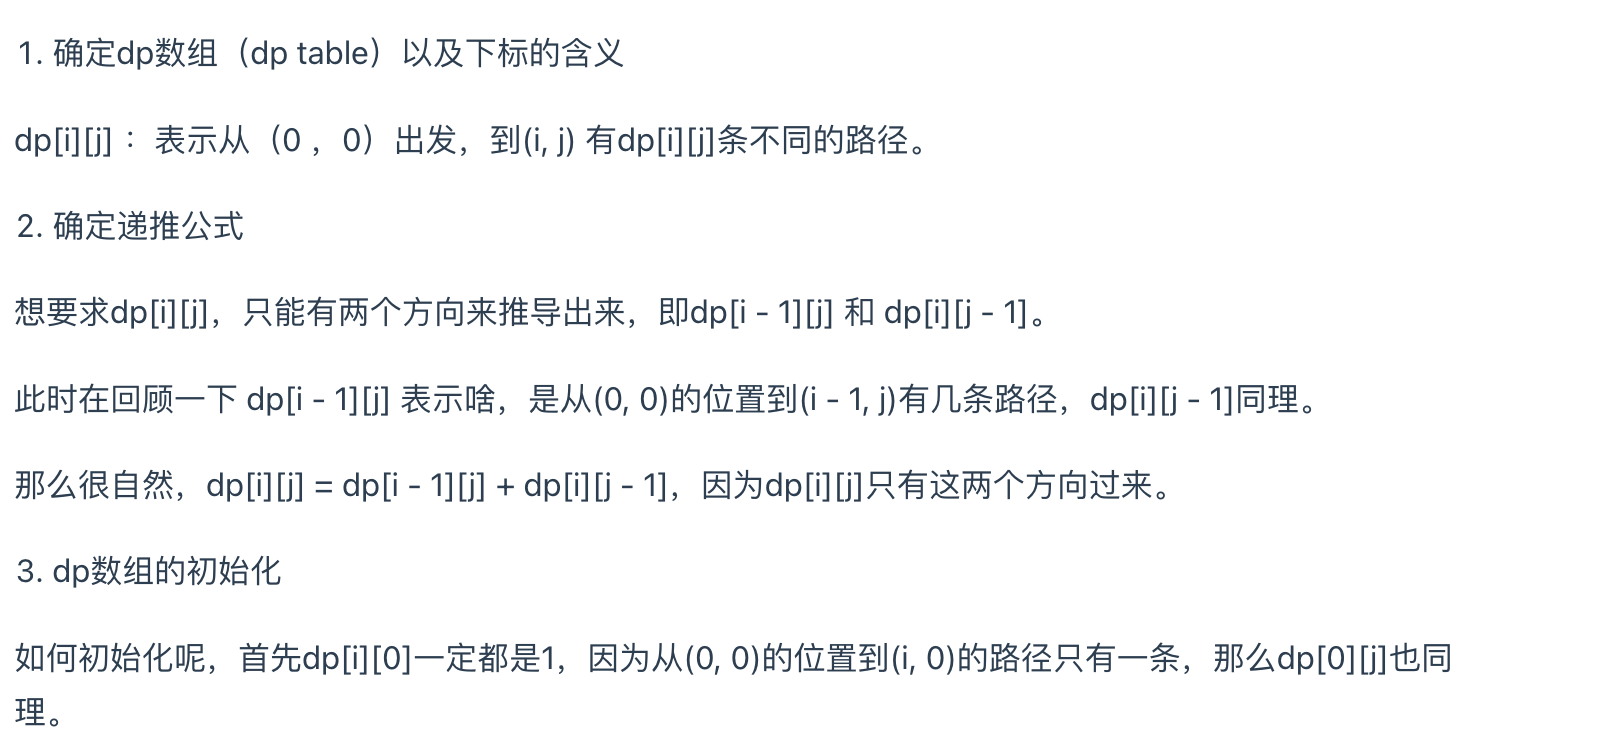 1. 确定dp数组（dp table）以及下标的含义
dp[i][j] ：表示从（0 ，0）出发，到(i, j) 有dp[i][j]条不同的路径。
2. 确定递推公式
想要求dp[i][j]，只能有两个方向来推导出来，即dp[i - 1][j] 和 dp[i][j - 1]。
此时在回顾一下 dp[i - 1][j] 表示啥，是从(0, 0)的位置到(i - 1, j)有几条路径，dp[i][j - 1]同理。
那么很自然，dp[i][j] = dp[i - 1][j] + dp[i][j - 1]，因为dp[i][j]只有这两个方向过来。
3. dp数组的初始化
如何初始化呢，首先dp[i][0]一定都是1，因为从(0, 0)的位置到(i, 0)的路径只有一条，那么dp[0][j]也同
理。